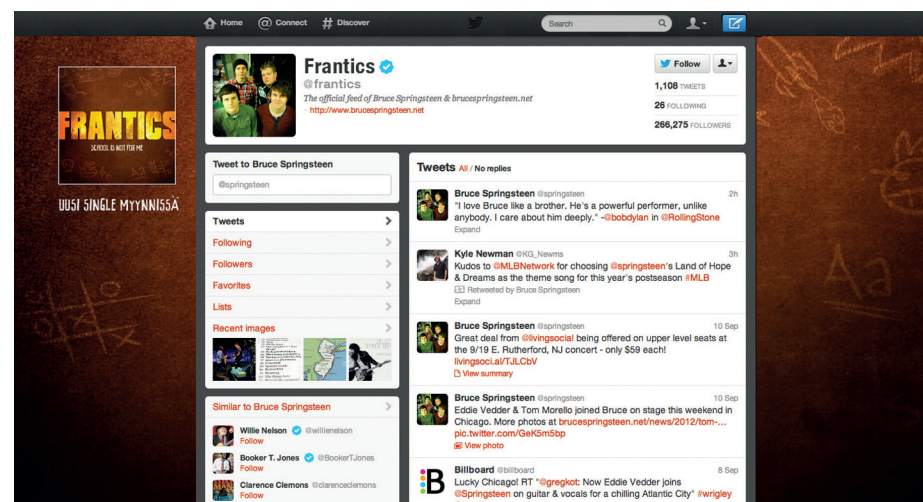 Home
Connect
Discover
Search
FRANTICS
SCHOOL IS NOT FOR ME
UUSI SINGLE MYYNNISSÄ
Frantics
@frantics
The official feed of Bruce Springsteen & brucespringsteen.net
· http://www.brucespringsteen.net
Follow
1,108 TWEETS
26 FOLLOWING
266,275 FOLLOWERS
Tweet to Bruce Springsteen
@springsteen
Tweets
Following
Followers
Favorites
Lists
Recent images
Similar to Bruce Springsteen
Willie Nelson @willienelson
Follow
Booker T. Jones @BookerTJones
Follow
Clarence Clemons @clarenceclemons
Follow
Tweets All / No replies
Bruce Springsteen @springsteen 2h
"I love Bruce like a brother. He's a powerful performer, unlike
anybody. I care about him deeply." -@bobdylan in @RollingStone
Expand
Kyle Newman @KG_Newms 3h
Kudos to @MLBNetwork for choosing @springsteen's Land of Hope
& Dreams as the theme song for this year's postseason #MLB
Retweeted by Bruce Springsteen
Expand
Bruce Springsteen @springsteen 10 Sep
Great deal from @livingsocial being offered on upper level seats at
the 9/19 E. Rutherford, NJ concert - only $59 each!
livingsoci.al/TJLCbV
View summary
Bruce Springsteen @springsteen 10 Sep
Eddie Vedder & Tom Morello joined Bruce on stage this weekend in
Chicago. More photos at brucespringsteen.net/news/2012/tom-...
pic.twitter.com/GeK5m5bp
View photo
Billboard @billboard 8 Sep
Lucky Chicago! RT "@gregkot: Now Eddie Vedder joins
@Springsteen on guitar & vocals for a chilling Atlantic City" #wrigley